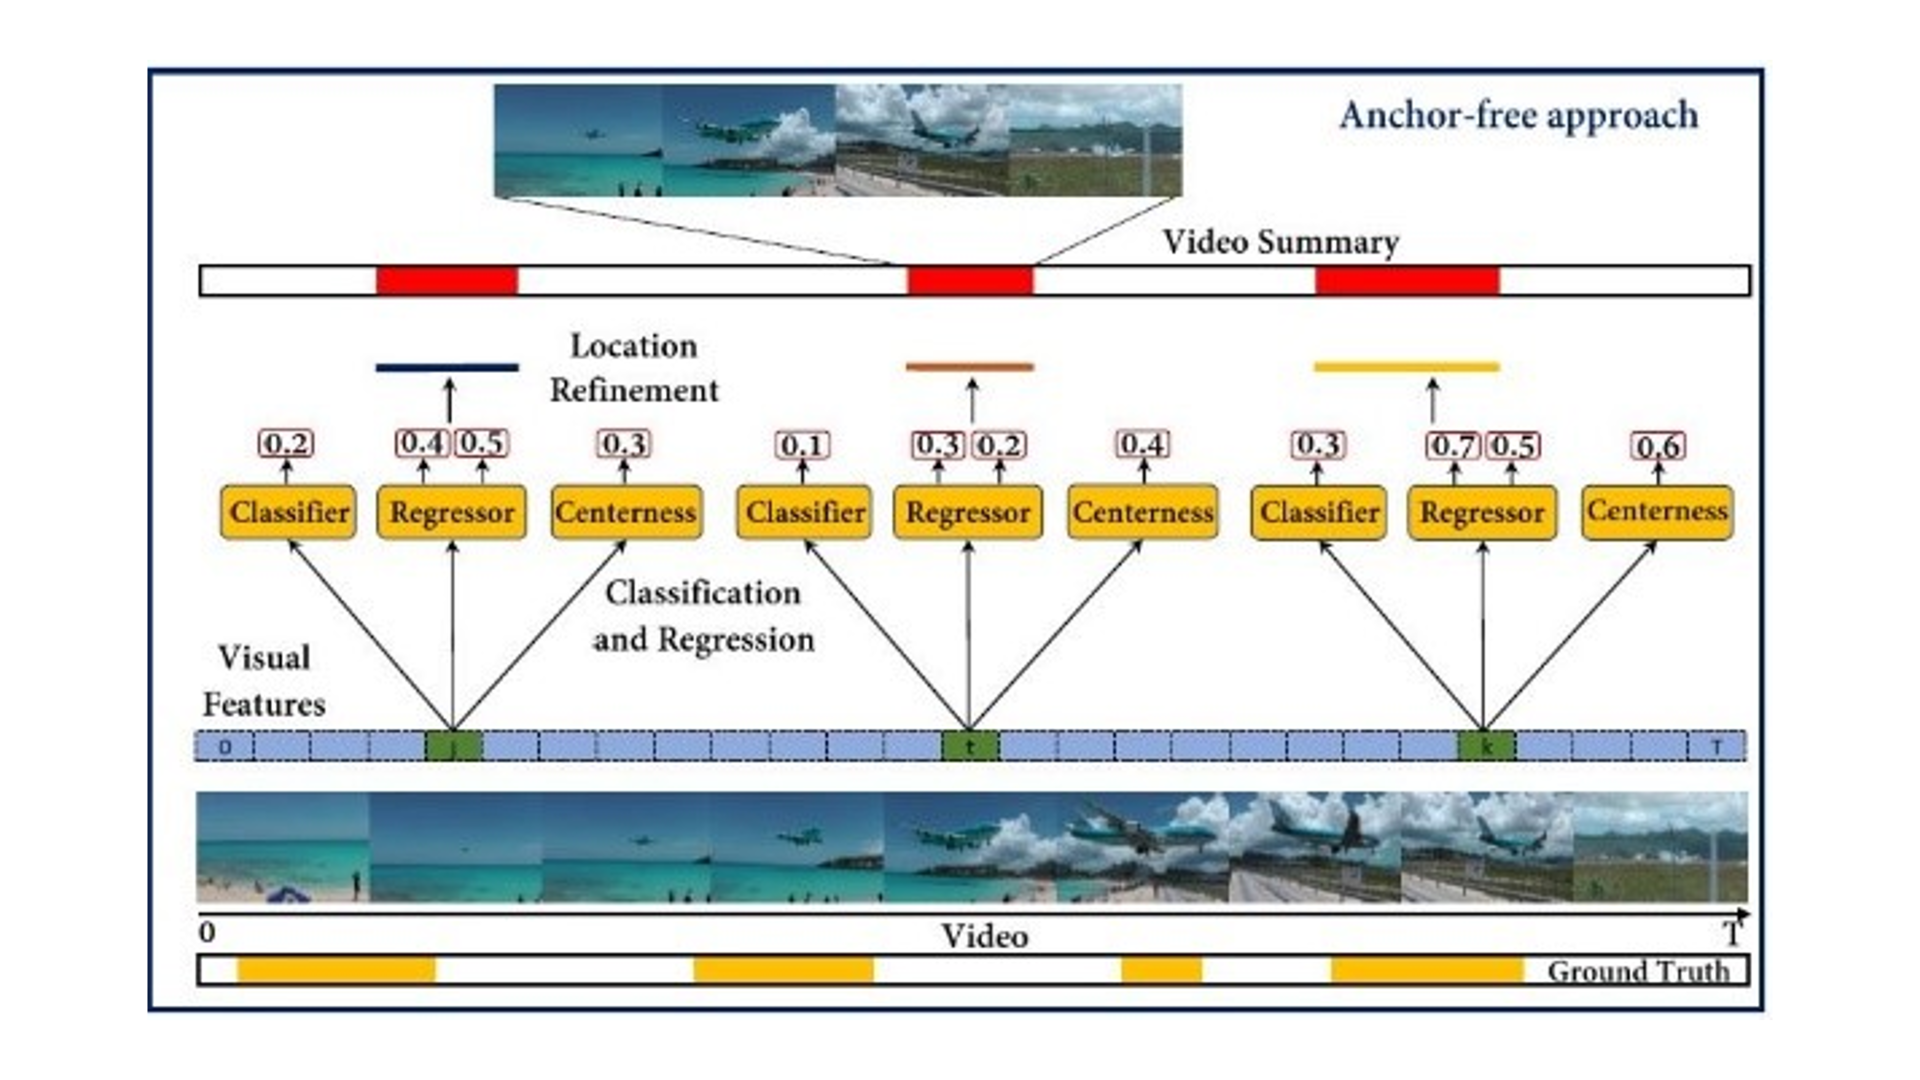 Anchor-free approach
Video Summary
Location
Refinement
0.2 0.4 0.5 0.3 0.1 0.3 0.2 0.4 0.3 0.7 0.5 0.6
Classifier Regressor Centerness Classifier Regressor Centerness Classifier Regressor Centerness
Classification
and Regression
Visual
Features
0 j t k T
0 Video T
Ground Truth